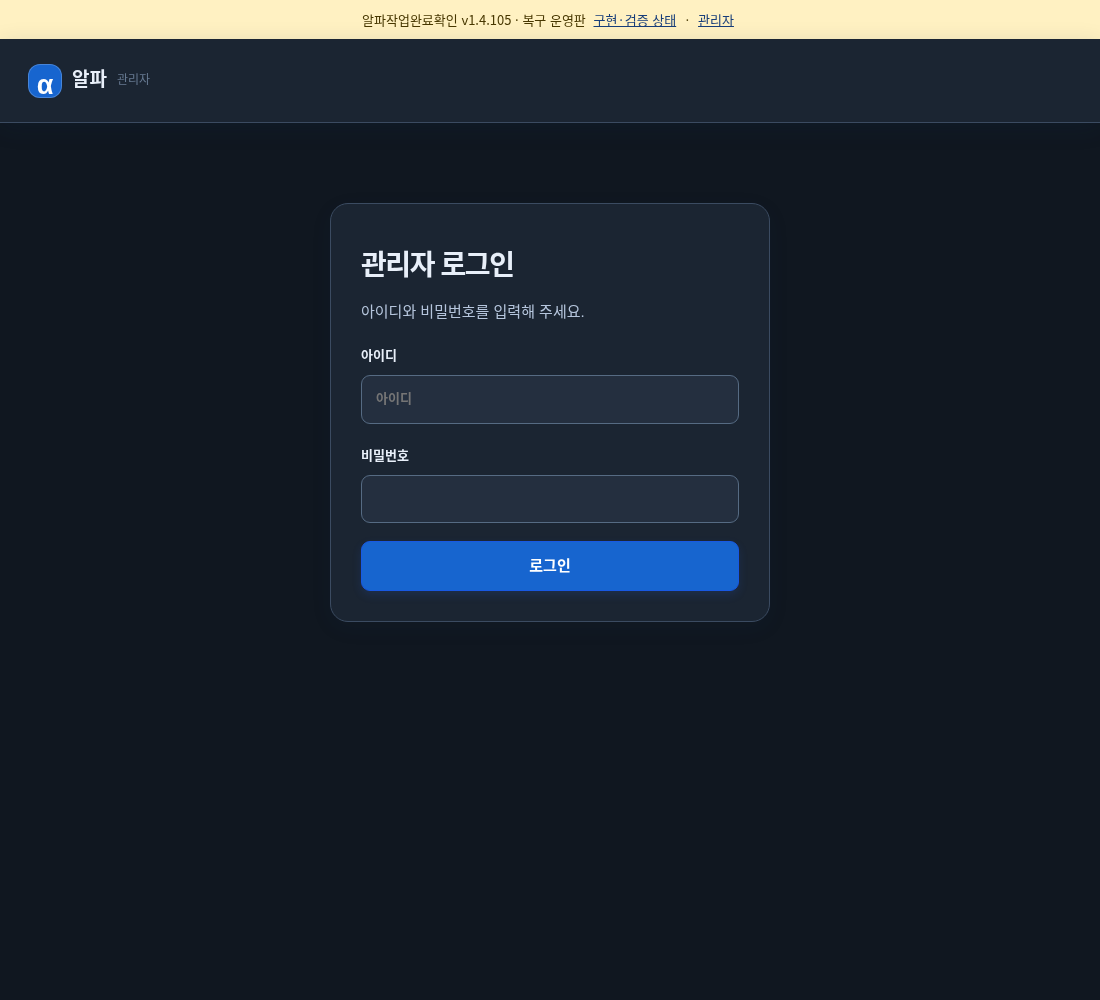 알파작업완료확인 v1.4.105 · 복구 운영판 구현·검증 상태 · 관리자
α 알파 관리자
관리자 로그인
아이디와 비밀번호를 입력해 주세요.
아이디
아이디
비밀번호
로그인